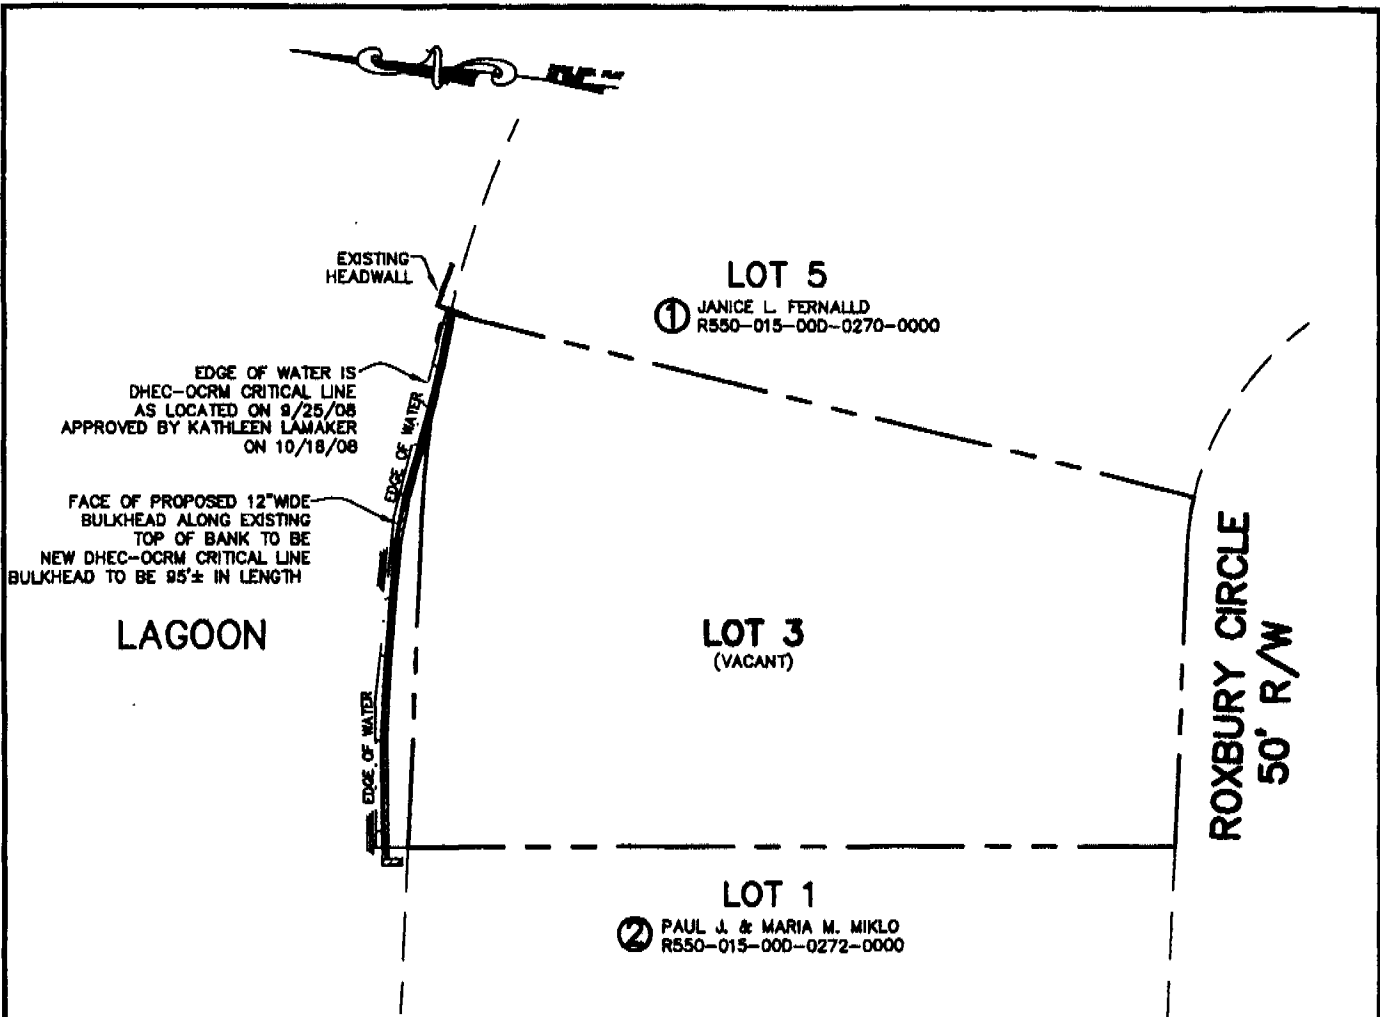 EXISTING
HEADWALL
LOT 5
① JANICE L. FERNALLD
R550-015-00D-0270-0000
EDGE OF WATER IS
DHEC-OCRM CRITICAL LINE
AS LOCATED ON 9/25/08
APPROVED BY KATHLEEN LAMAKER
ON 10/18/08
EDGE OF WATER
FACE OF PROPOSED 12"WIDE
BULKHEAD ALONG EXISTING
TOP OF BANK TO BE
NEW DHEC-OCRM CRITICAL LINE
BULKHEAD TO BE 95'± IN LENGTH
LAGOON
LOT 3
(VACANT)
ROXBURY CIRCLE
50' R/W
EDGE OF WATER
LOT 1
② PAUL J. & MARIA M. MIKLO
R550-015-00D-0272-0000